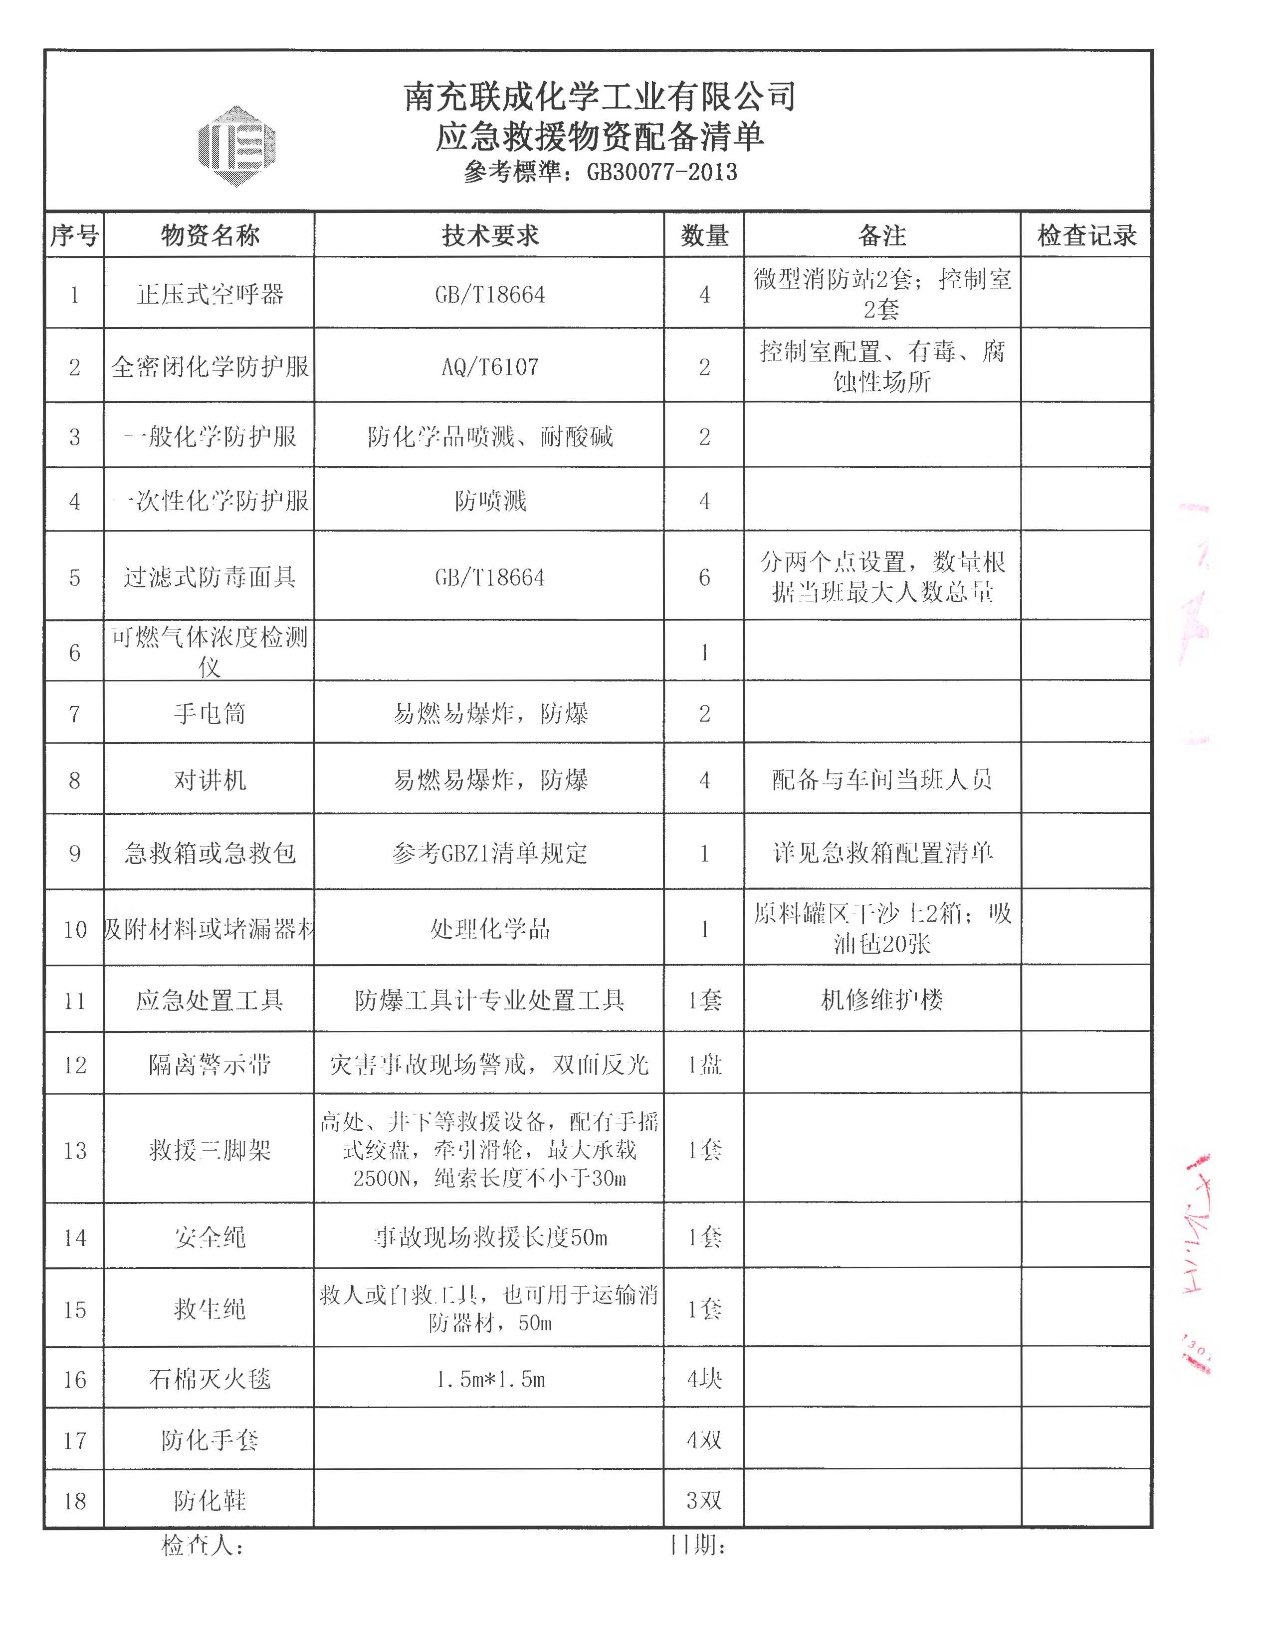 南充联成化学工业有限公司
应急救援物资配备清单
參考標準：GB30077-2013
序号 物资名称 技术要求 数量 备注 检查记录
1 正压式空呼器 GB/T18664 4 微型消防站2套；控制室
2套
2 全密闭化学防护服 AQ/T6107 2 控制室配置、有毒、腐
蚀性场所
3 一般化学防护服 防化学品喷溅、耐酸碱 2
4 一次性化学防护服 防喷溅 4
5 过滤式防毒面具 GB/T18664 6 分两个点设置，数量根
据当班最大人数总量
6 可燃气体浓度检测
仪 1
7 手电筒 易燃易爆炸，防爆 2
8 对讲机 易燃易爆炸，防爆 4 配备与车间当班人员
9 急救箱或急救包 参考GBZ1清单规定 1 详见急救箱配置清单
10 及附材料或堵漏器材 处理化学品 1 原料罐区干沙土2箱；吸
油毡20张
11 应急处置工具 防爆工具计专业处置工具 1套 机修维护楼
12 隔离警示带 灾害事故现场警戒，双面反光 1盘
13 救援三脚架 高处、井下等救援设备，配有手摇
式绞盘，牵引滑轮，最大承载
2500N，绳索长度不小于30m 1套
14 安全绳 事故现场救援长度50m 1套
15 救生绳 救人或自救工具，也可用于运输消
防器材，50m 1套
16 石棉灭火毯 1.5m*1.5m 4块
17 防化手套 4双
18 防化鞋 3双
检查人： 日期：